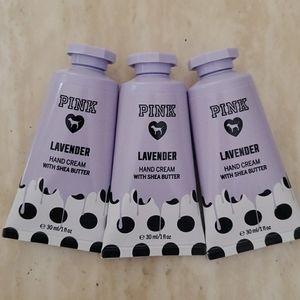 PINK
LAVENDER
HAND CREAM
WITH SHEA BUTTER
℮ 30 ml/1 fl oz
PINK
LAVENDER
HAND CREAM
WITH SHEA BUTTER
℮ 30 ml/1 fl oz
PINK
LAVENDER
HAND CREAM
WITH SHEA BUTTER
℮ 30 ml/1 fl oz